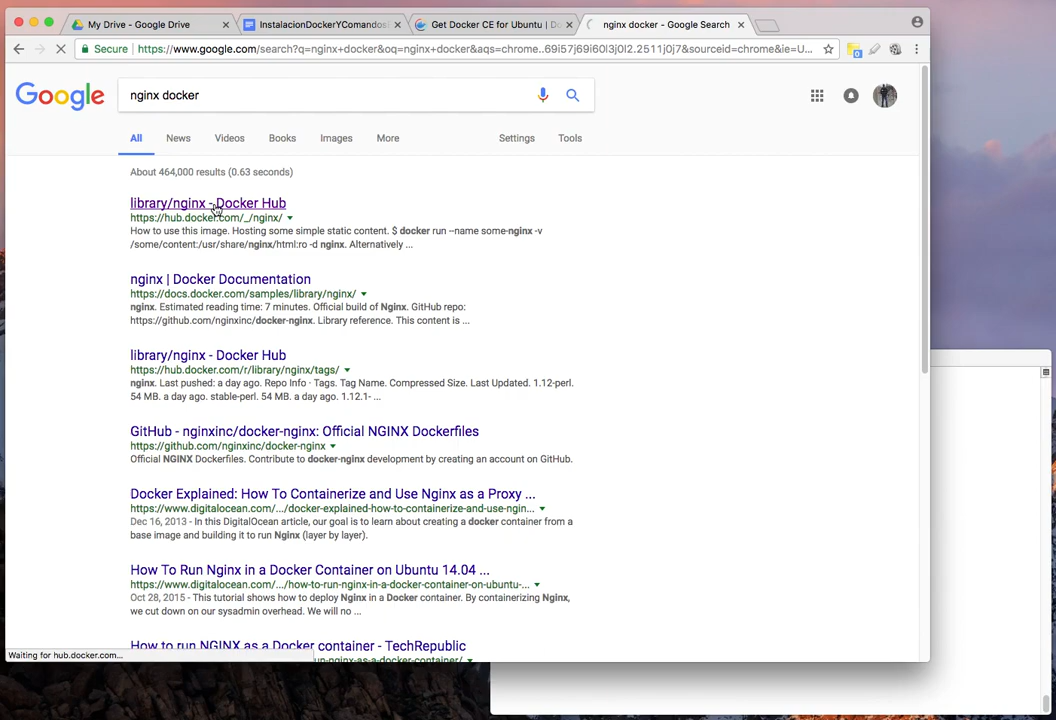 My Drive - Google Drive
InstalacionDockerYComandos
Get Docker CE for Ubuntu | Do
nginx docker - Google Search
Secure
https://www.google.com/search?q=nginx+docker&oq=nginx+docker&aqs=chrome..69i57j69i60l3j0l2.2511j0j7&sourceid=chrome&ie=U...
Google
nginx docker
All
News
Videos
Books
Images
More
Settings
Tools
About 464,000 results (0.63 seconds)
library/nginx - Docker Hub
https://hub.docker.com/_/nginx/
How to use this image. Hosting some simple static content. $ docker run --name some-nginx -v
/some/content:/usr/share/nginx/html:ro -d nginx. Alternatively ...
nginx | Docker Documentation
https://docs.docker.com/samples/library/nginx/
nginx. Estimated reading time: 7 minutes. Official build of Nginx. GitHub repo:
https://github.com/nginxinc/docker-nginx. Library reference. This content is ...
library/nginx - Docker Hub
https://hub.docker.com/r/library/nginx/tags/
nginx. Last pushed: a day ago. Repo Info · Tags. Tag Name. Compressed Size. Last Updated. 1.12-perl.
54 MB. a day ago. stable-perl. 54 MB. a day ago. 1.12.1- ...
GitHub - nginxinc/docker-nginx: Official NGINX Dockerfiles
https://github.com/nginxinc/docker-nginx
Official NGINX Dockerfiles. Contribute to docker-nginx development by creating an account on GitHub.
Docker Explained: How To Containerize and Use Nginx as a Proxy ...
https://www.digitalocean.com/.../docker-explained-how-to-containerize-and-use-ngin...
Dec 16, 2013 - In this DigitalOcean article, our goal is to learn about creating a docker container from a
base image and building it to run Nginx (layer by layer).
How To Run Nginx in a Docker Container on Ubuntu 14.04 ...
https://www.digitalocean.com/.../how-to-run-nginx-in-a-docker-container-on-ubuntu-...
Oct 28, 2015 - This tutorial shows how to deploy Nginx in a Docker container. By containerizing Nginx,
we cut down on our sysadmin overhead. We will no ...
How to run NGINX as a Docker container - TechRepublic
Waiting for hub.docker.com...
un-nginx-as-a-docker-container/